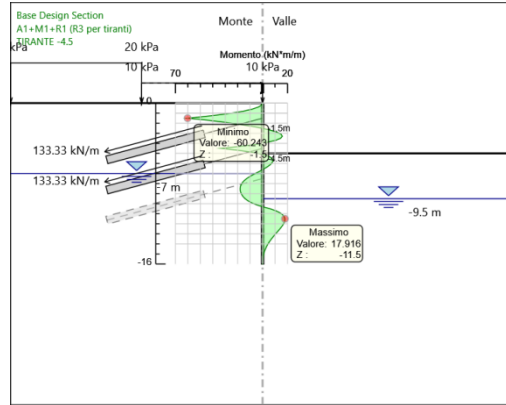 Base Design Section
A1+M1+R1 (R3 per tiranti)
TIRANTE -4.5
Monte
Valle
kPa
20 kPa
10 kPa
Momento (kN*m/m)
10 kPa
70
20
0
-1.5m
Minimo
Valore: -60.243
Z : -1.5
133.33 kN/m
-4.5m
133.33 kN/m
-7 m
-9.5 m
Massimo
Valore: 17.916
Z : -11.5
-16